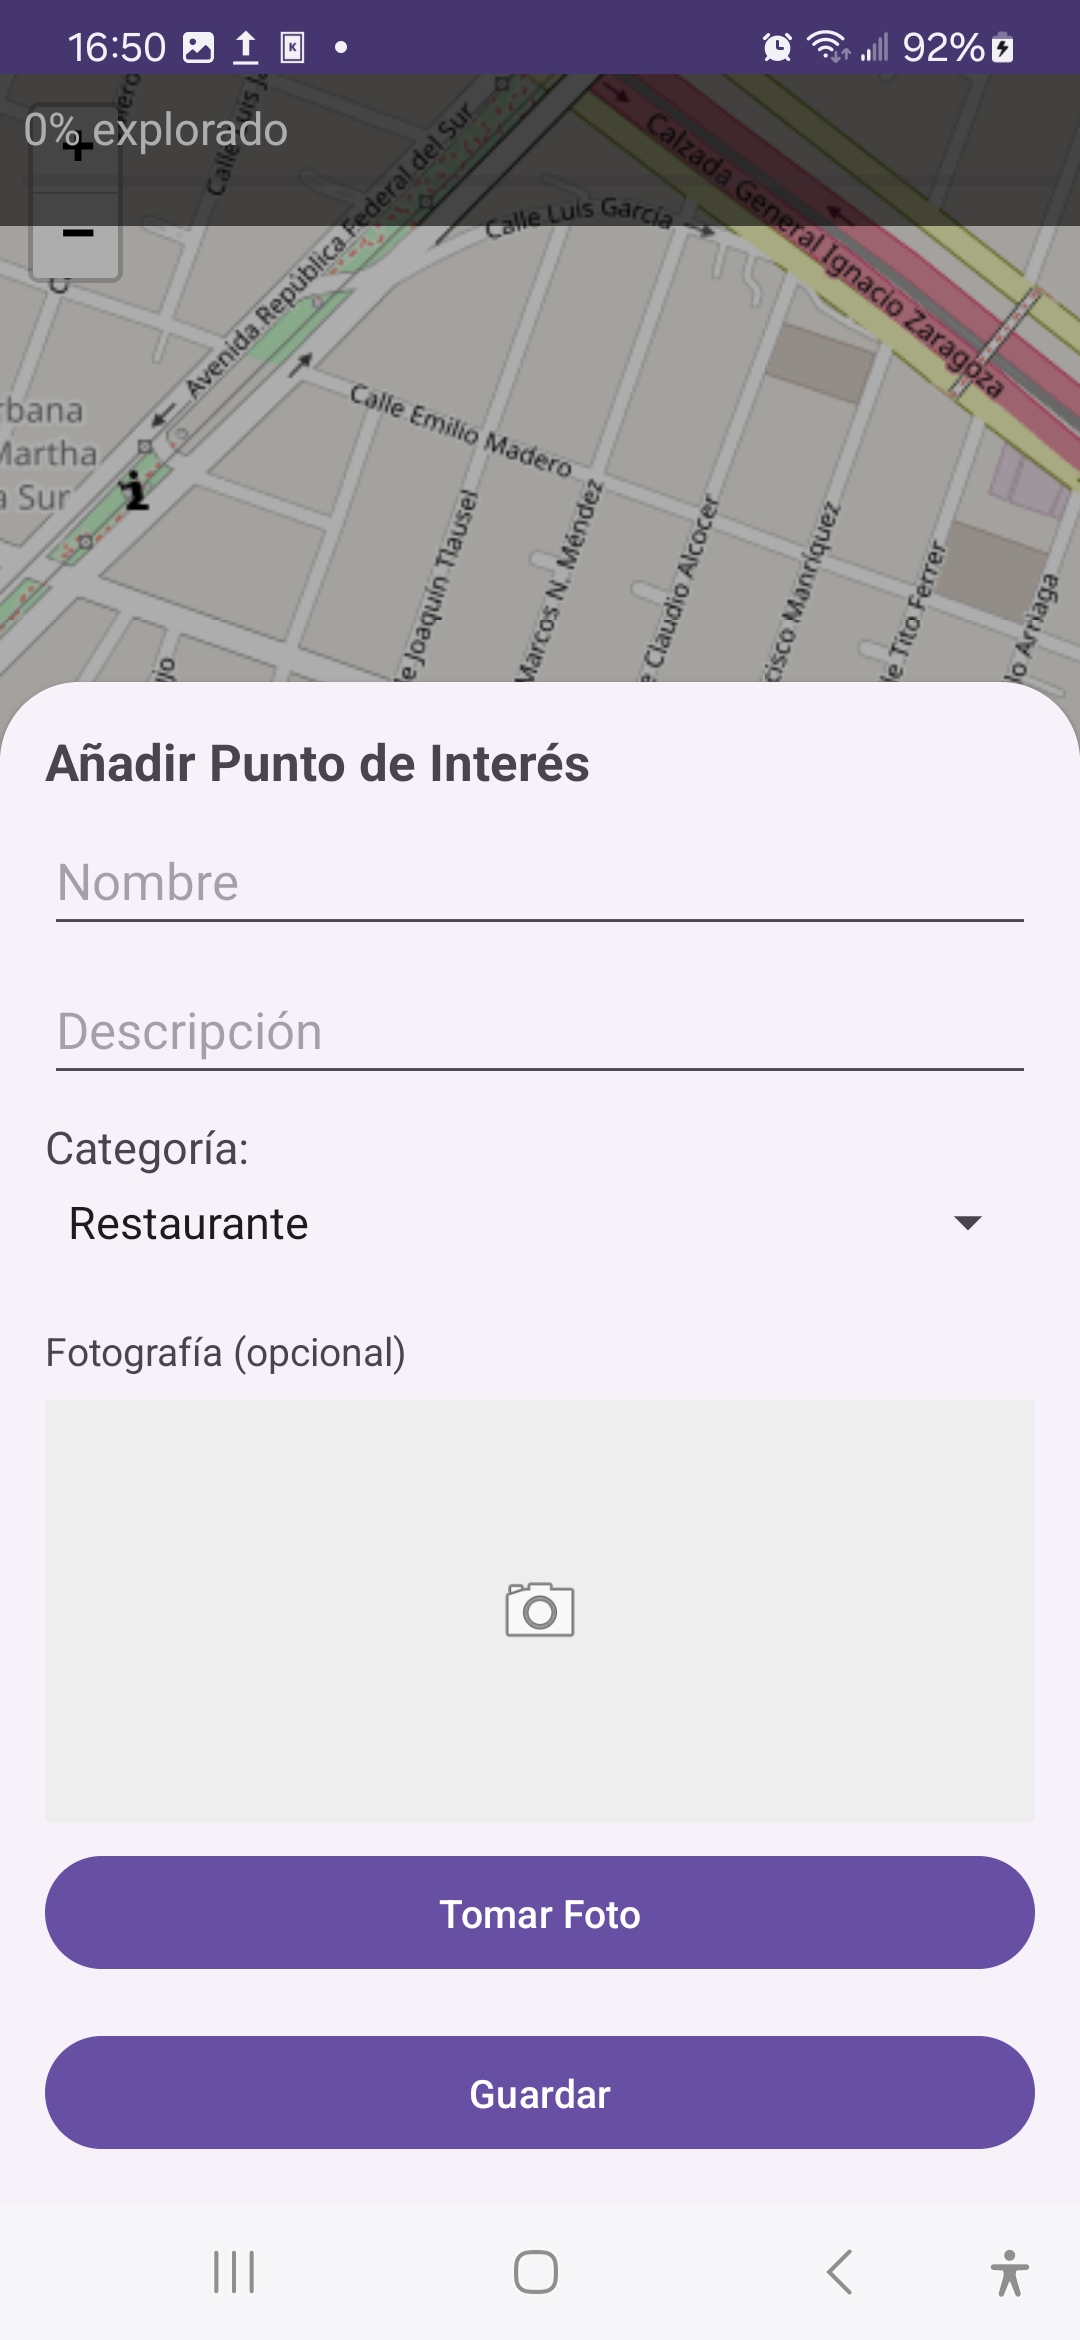 16:50
92%
0% explorado
+
−
Avenida República Federal del Sur
Calle Luis García
Calzada General Ignacio Zaragoza
Calle Emilio Madero
Martha
Sur
Joaquín Tlausel
Marcos N. Méndez
Claudio Alcocer
Manríquez
Tito Ferrer
Arriaga
Añadir Punto de Interés
Nombre
Descripción
Categoría:
Restaurante
Fotografía (opcional)
Tomar Foto
Guardar